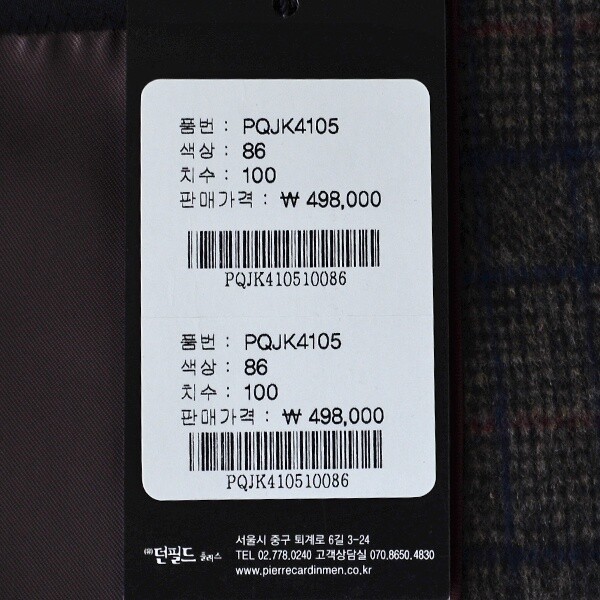 품번 : PQJK4105
색상 : 86
치수 : 100
판매가격 : ₩ 498,000
PQJK410510086
품번 : PQJK4105
색상 : 86
치수 : 100
판매가격 : ₩ 498,000
PQJK410510086
㈜던필드 플러스
서울시 중구 퇴계로 6길 3-24
TEL 02.778.0240 고객상담실 070.8650.4830
www.pierrecardinmen.co.kr